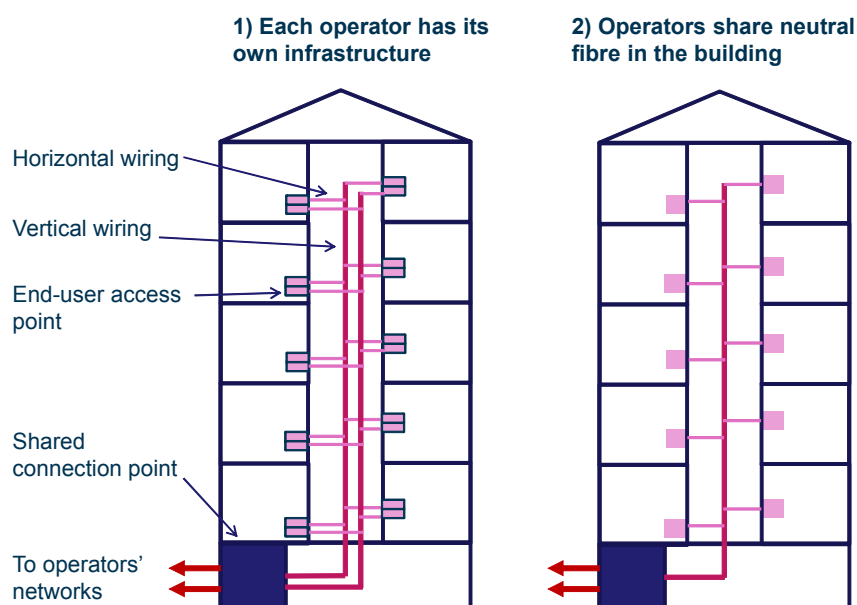 1) Each operator has its
own infrastructure
2) Operators share neutral
fibre in the building
Horizontal wiring
Vertical wiring
End-user access
point
Shared
connection point
To operators’
networks